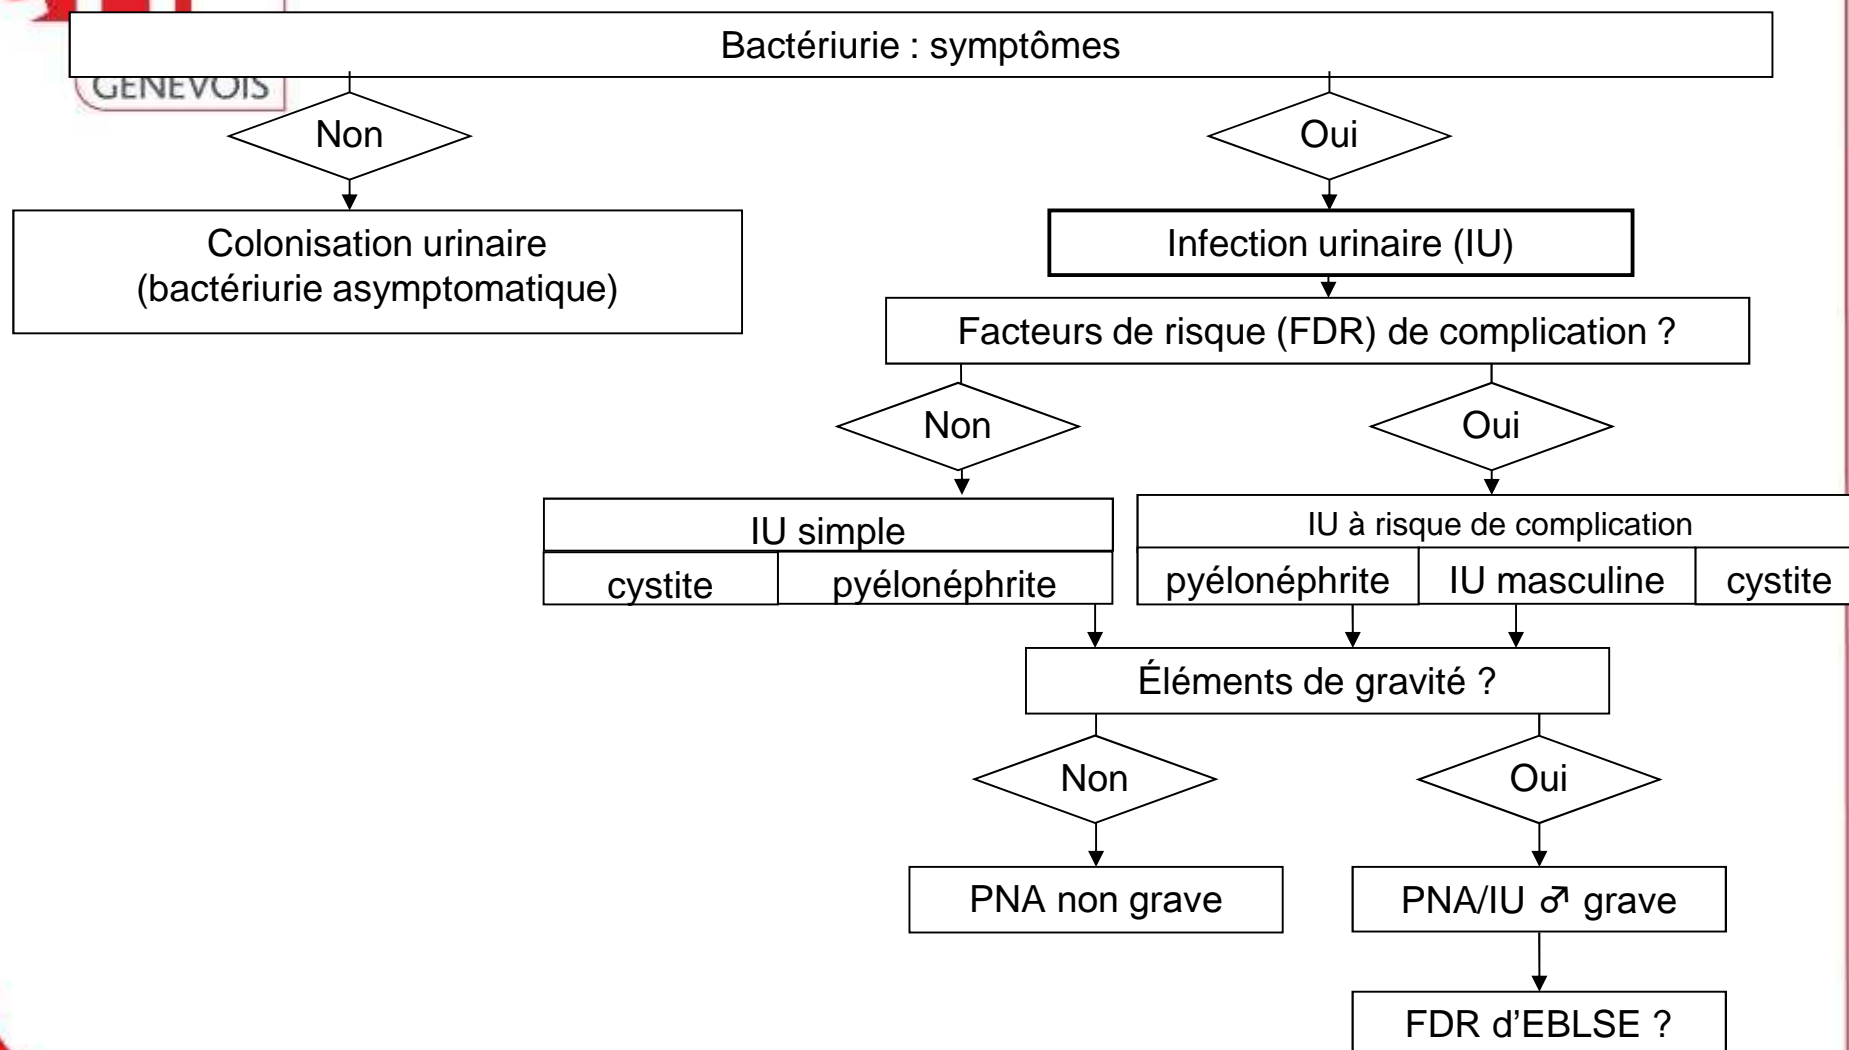 Bactériurie : symptômes
GENEVOIS
Non
Oui
Colonisation urinaire
(bactériurie asymptomatique)
Infection urinaire (IU)
Facteurs de risque (FDR) de complication ?
Non
Oui
IU simple
cystite
pyélonéphrite
IU à risque de complication
pyélonéphrite
IU masculine
cystite
Éléments de gravité ?
Non
Oui
PNA non grave
PNA/IU ♂ grave
FDR d'EBLSE ?